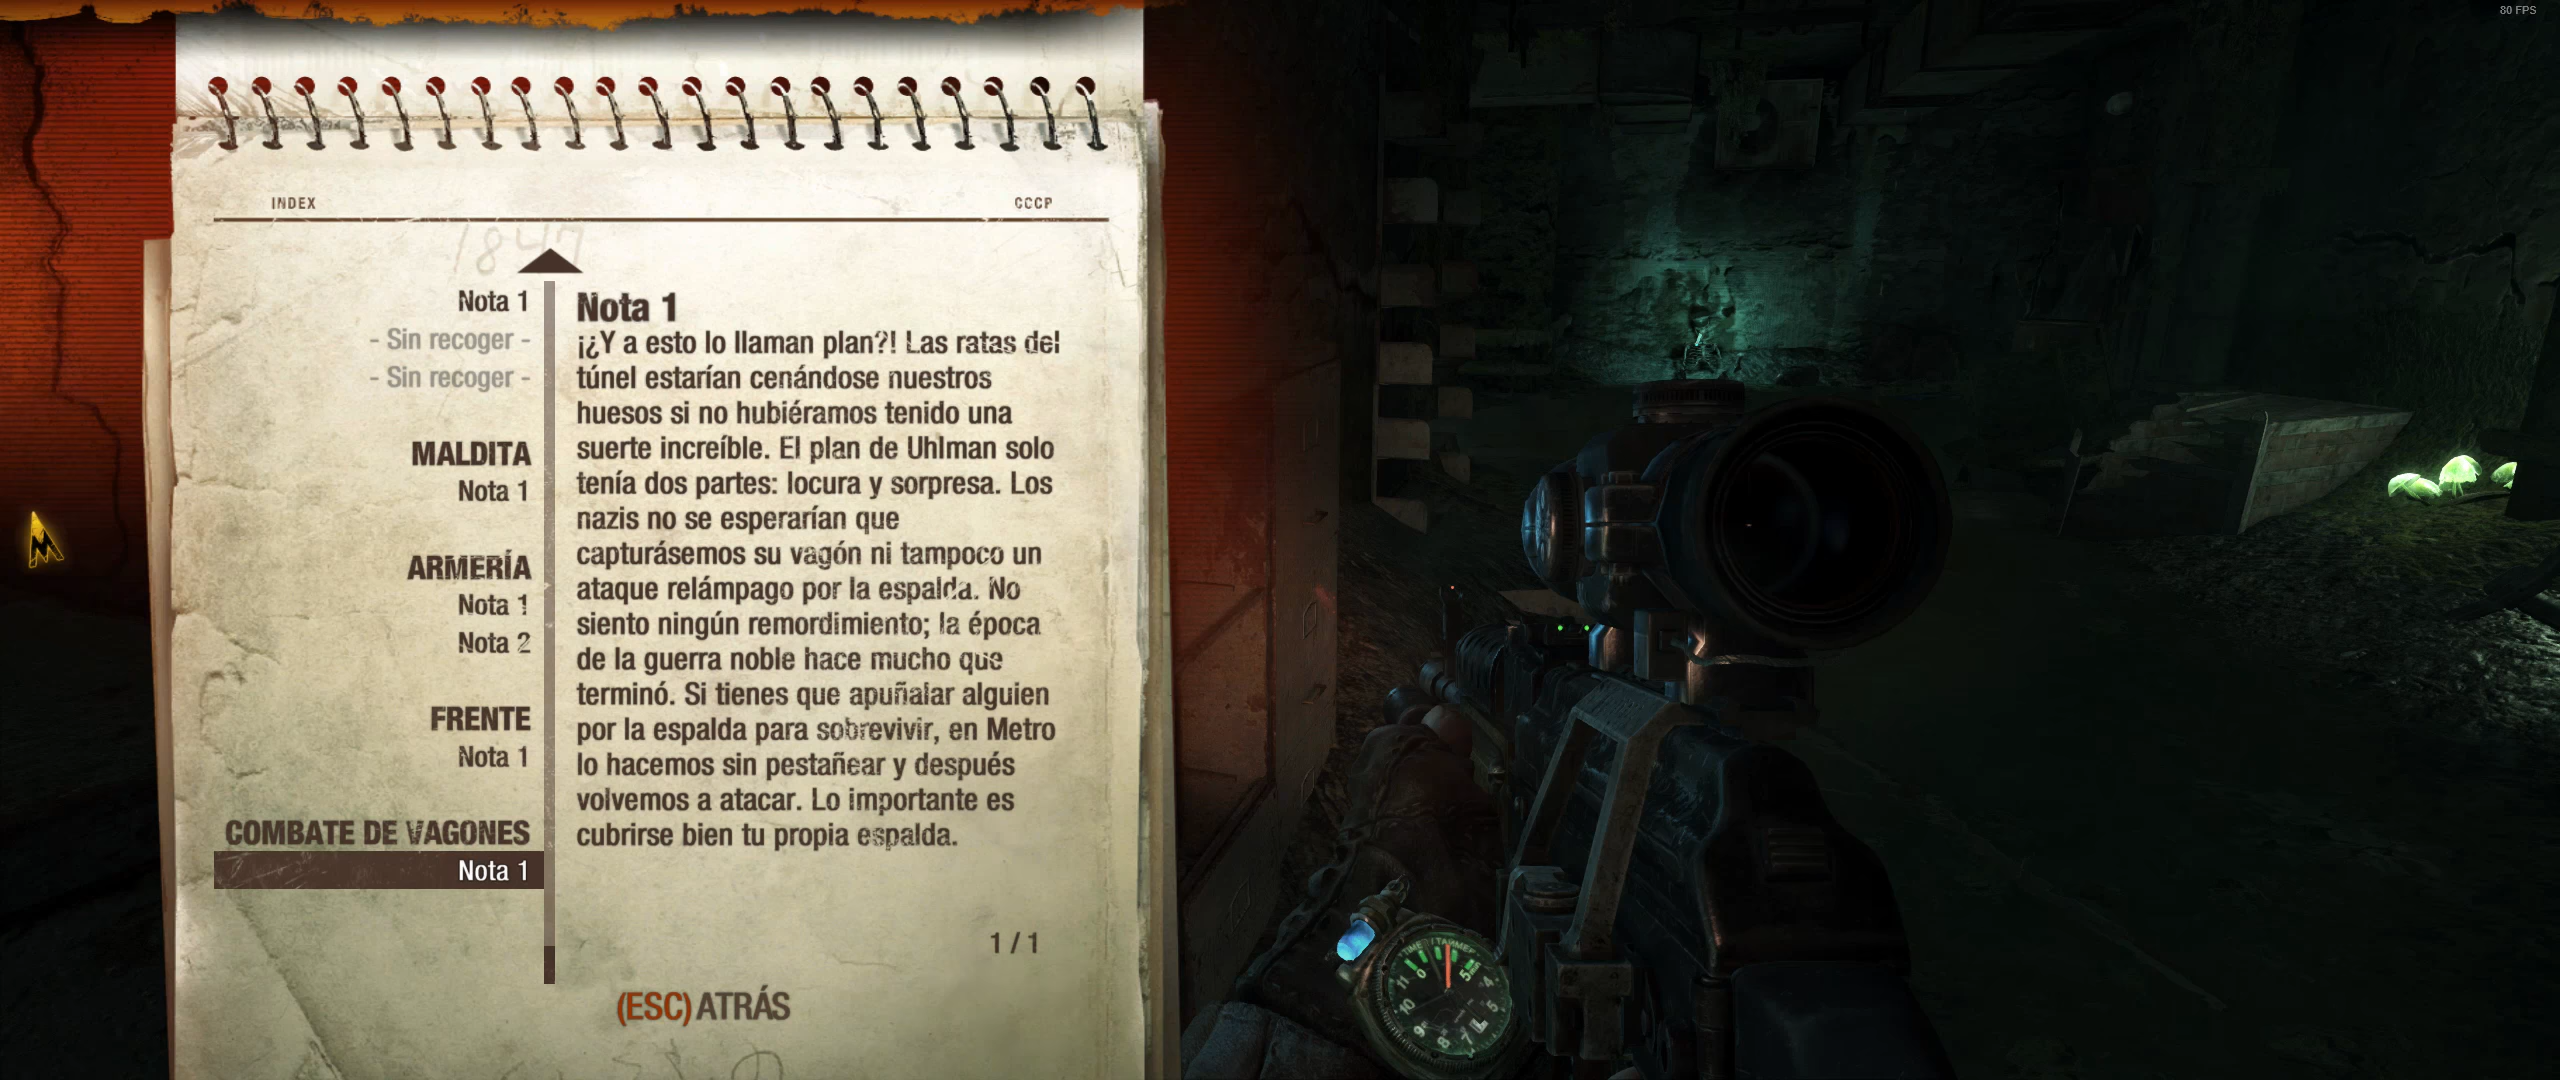 80 FPS
INDEX
CCCP
1847
Nota 1
- Sin recoger -
- Sin recoger -
MALDITA
Nota 1
ARMERÍA
Nota 1
Nota 2
FRENTE
Nota 1
COMBATE DE VAGONES
Nota 1
Nota 1
¡¿Y a esto lo llaman plan?! Las ratas del
túnel estarían cenándose nuestros
huesos si no hubiéramos tenido una
suerte increíble. El plan de Uhlman solo
tenía dos partes: locura y sorpresa. Los
nazis no se esperarían que
capturásemos su vagón ni tampoco un
ataque relámpago por la espalda. No
siento ningún remordimiento; la época
de la guerra noble hace mucho que
terminó. Si tienes que apuñalar alguien
por la espalda para sobrevivir, en Metro
lo hacemos sin pestañear y después
volvemos a atacar. Lo importante es
cubrirse bien tu propia espalda.
1 / 1
(ESC) ATRÁS